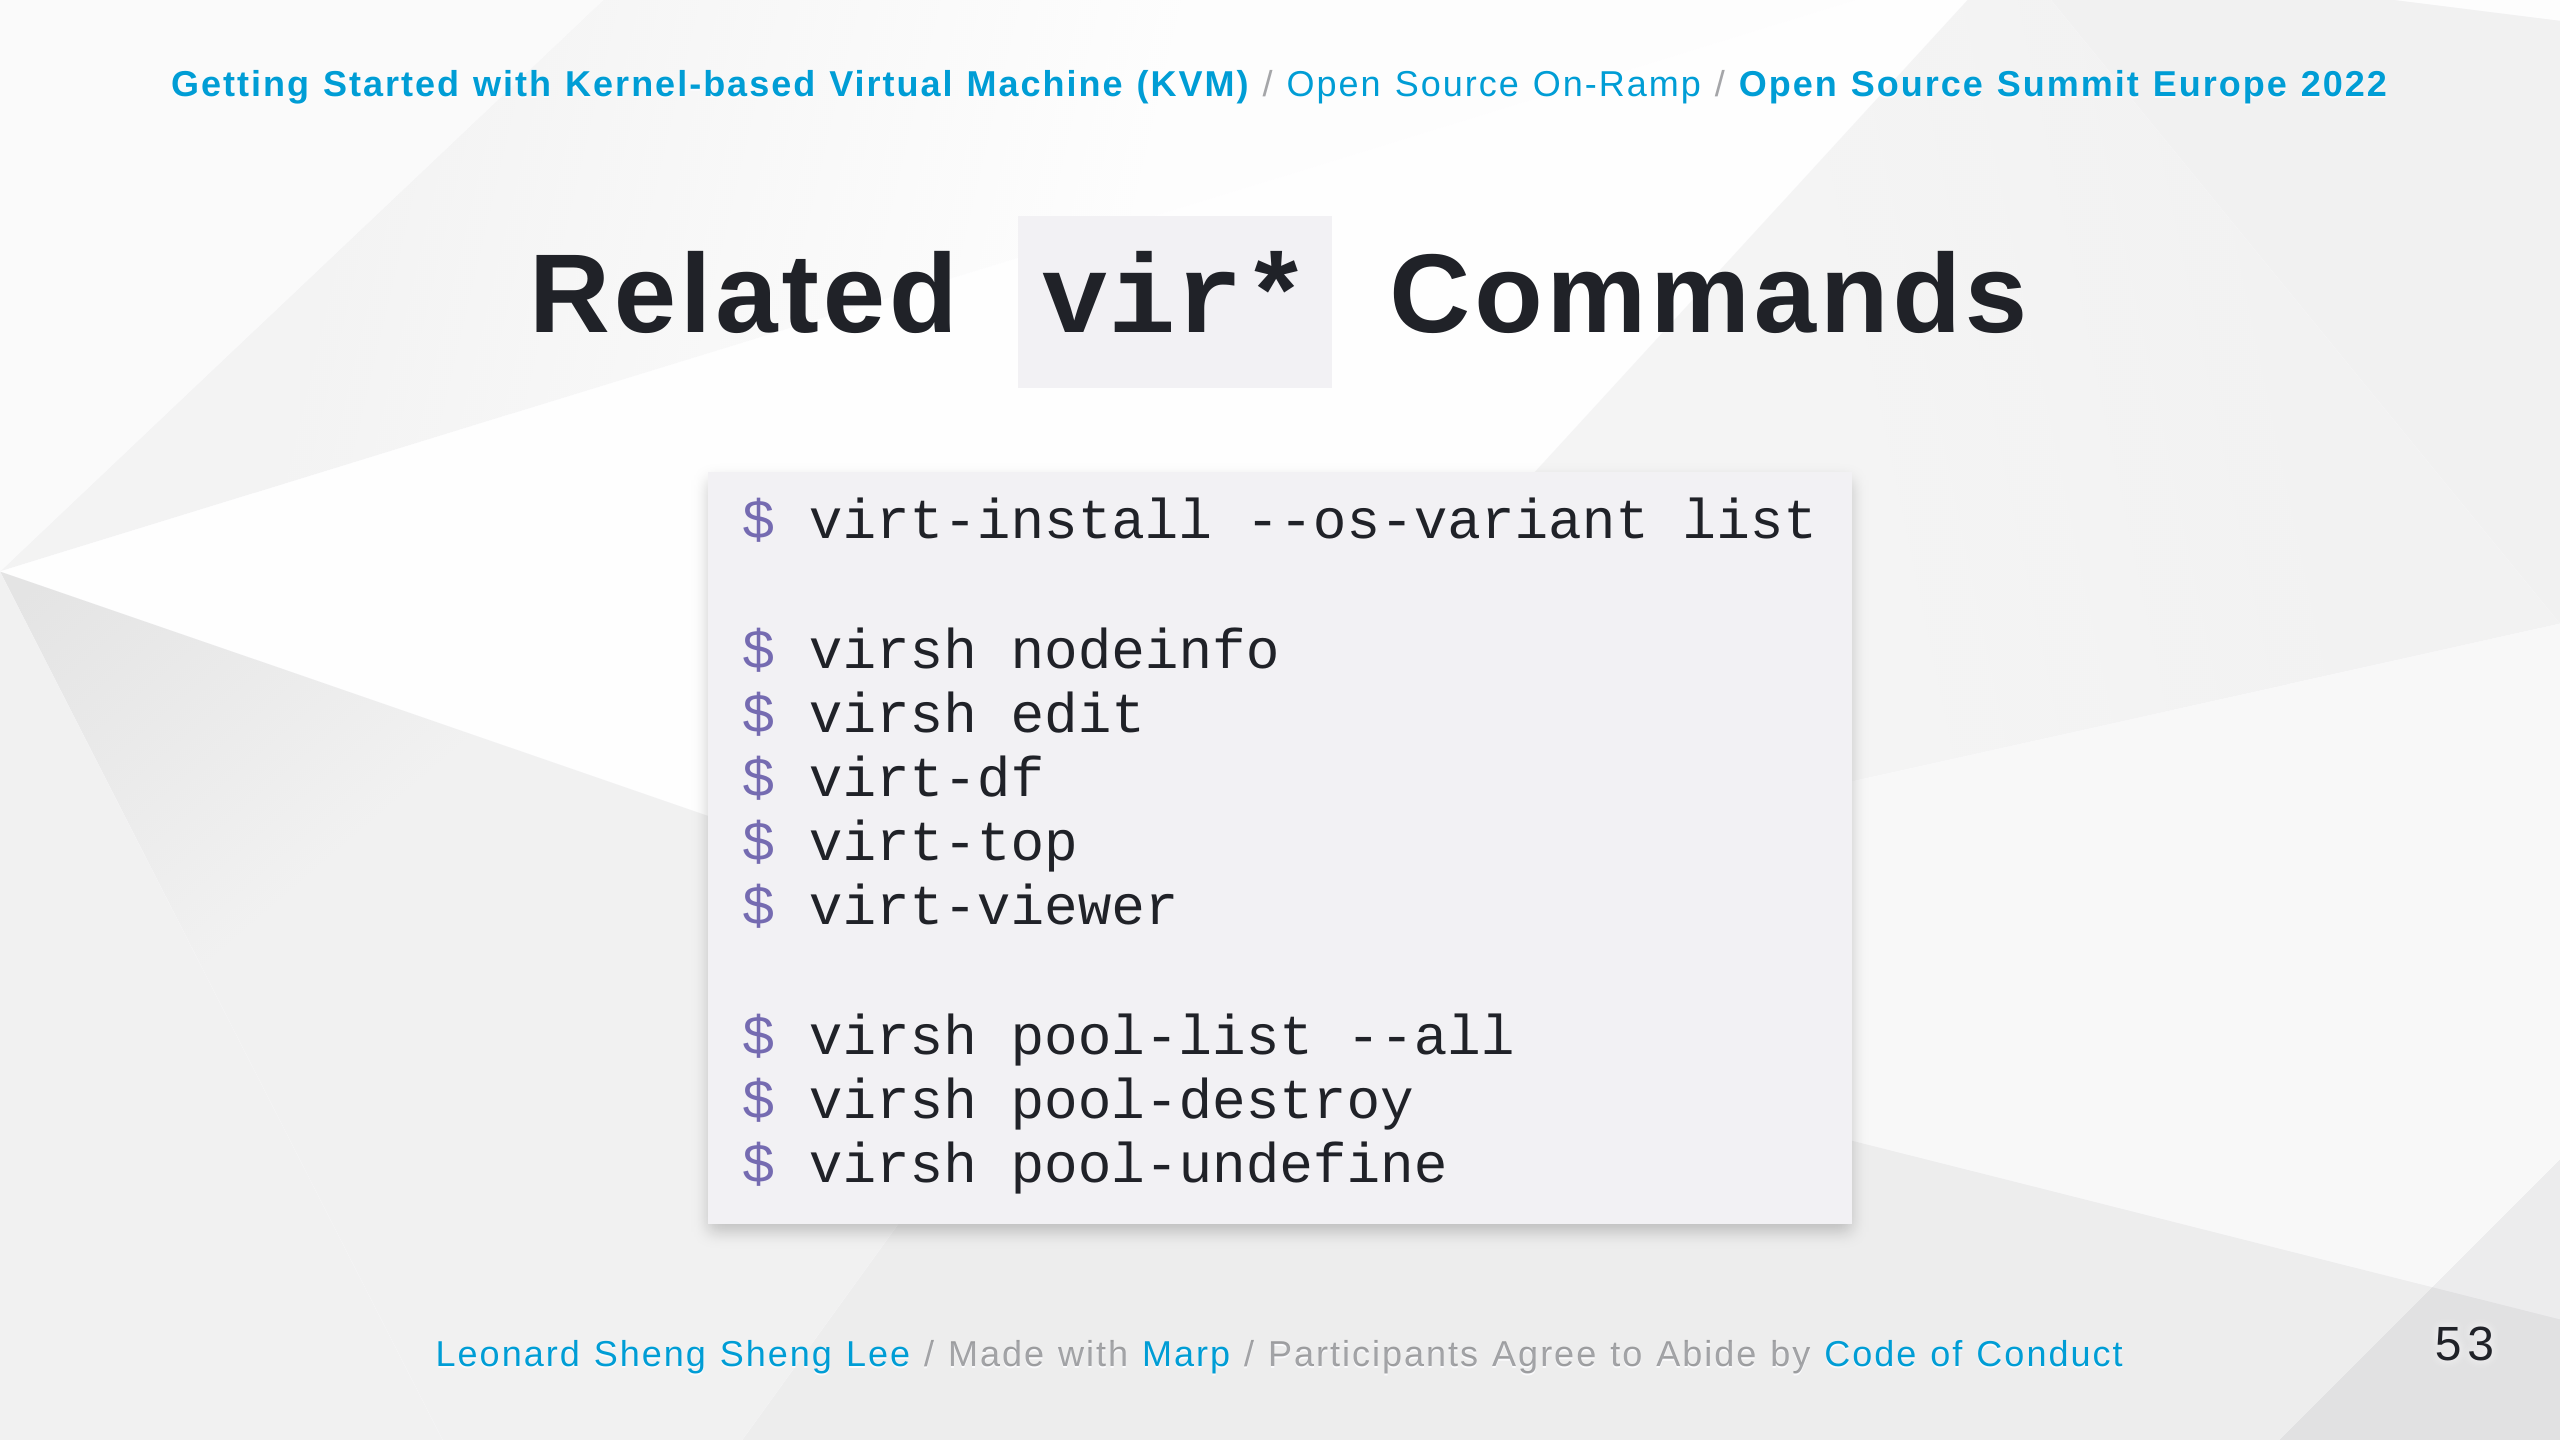 Getting Started with Kernel-based Virtual Machine (KVM) / Open Source On-Ramp / Open Source Summit Europe 2022
Related vir* Commands
$ virt-install --os-variant list
$ virsh nodeinfo
$ virsh edit
$ virt-df
$ virt-top
$ virt-viewer
$ virsh pool-list --all
$ virsh pool-destroy
$ virsh pool-undefine
Leonard Sheng Sheng Lee / Made with Marp / Participants Agree to Abide by Code of Conduct
53